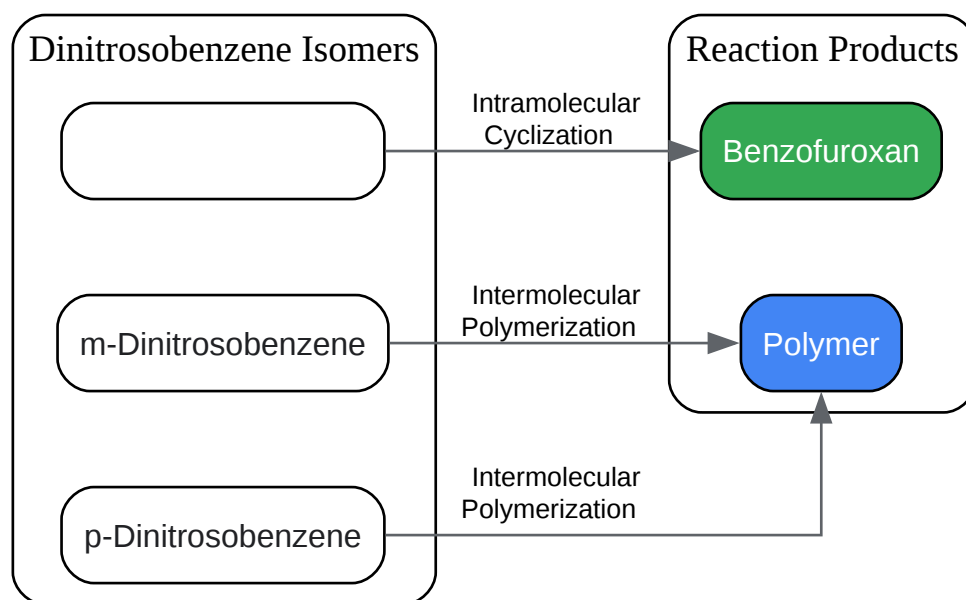 Dinitrosobenzene Isomers
Reaction Products
Intramolecular
Cyclization
Benzofuroxan
Intermolecular
Polymerization
m-Dinitrosobenzene
Polymer
Intermolecular
Polymerization
p-Dinitrosobenzene